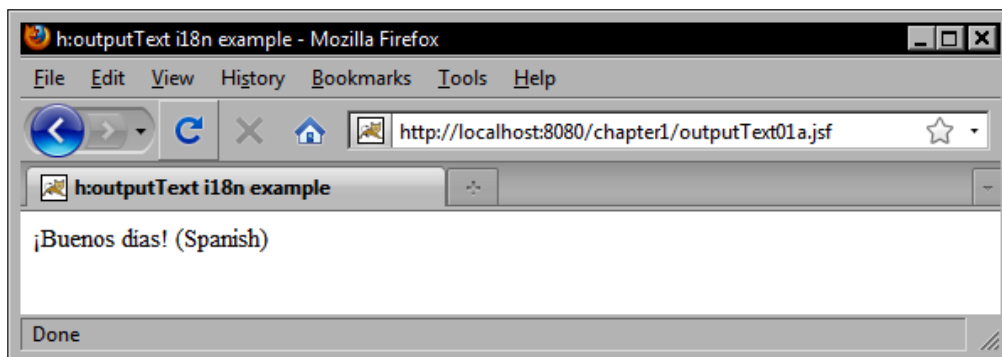 h:outputText i18n example - Mozilla Firefox
File Edit View History Bookmarks Tools Help
http://localhost:8080/chapter1/outputText01a.jsf
h:outputText i18n example
¡Buenos días! (Spanish)
Done